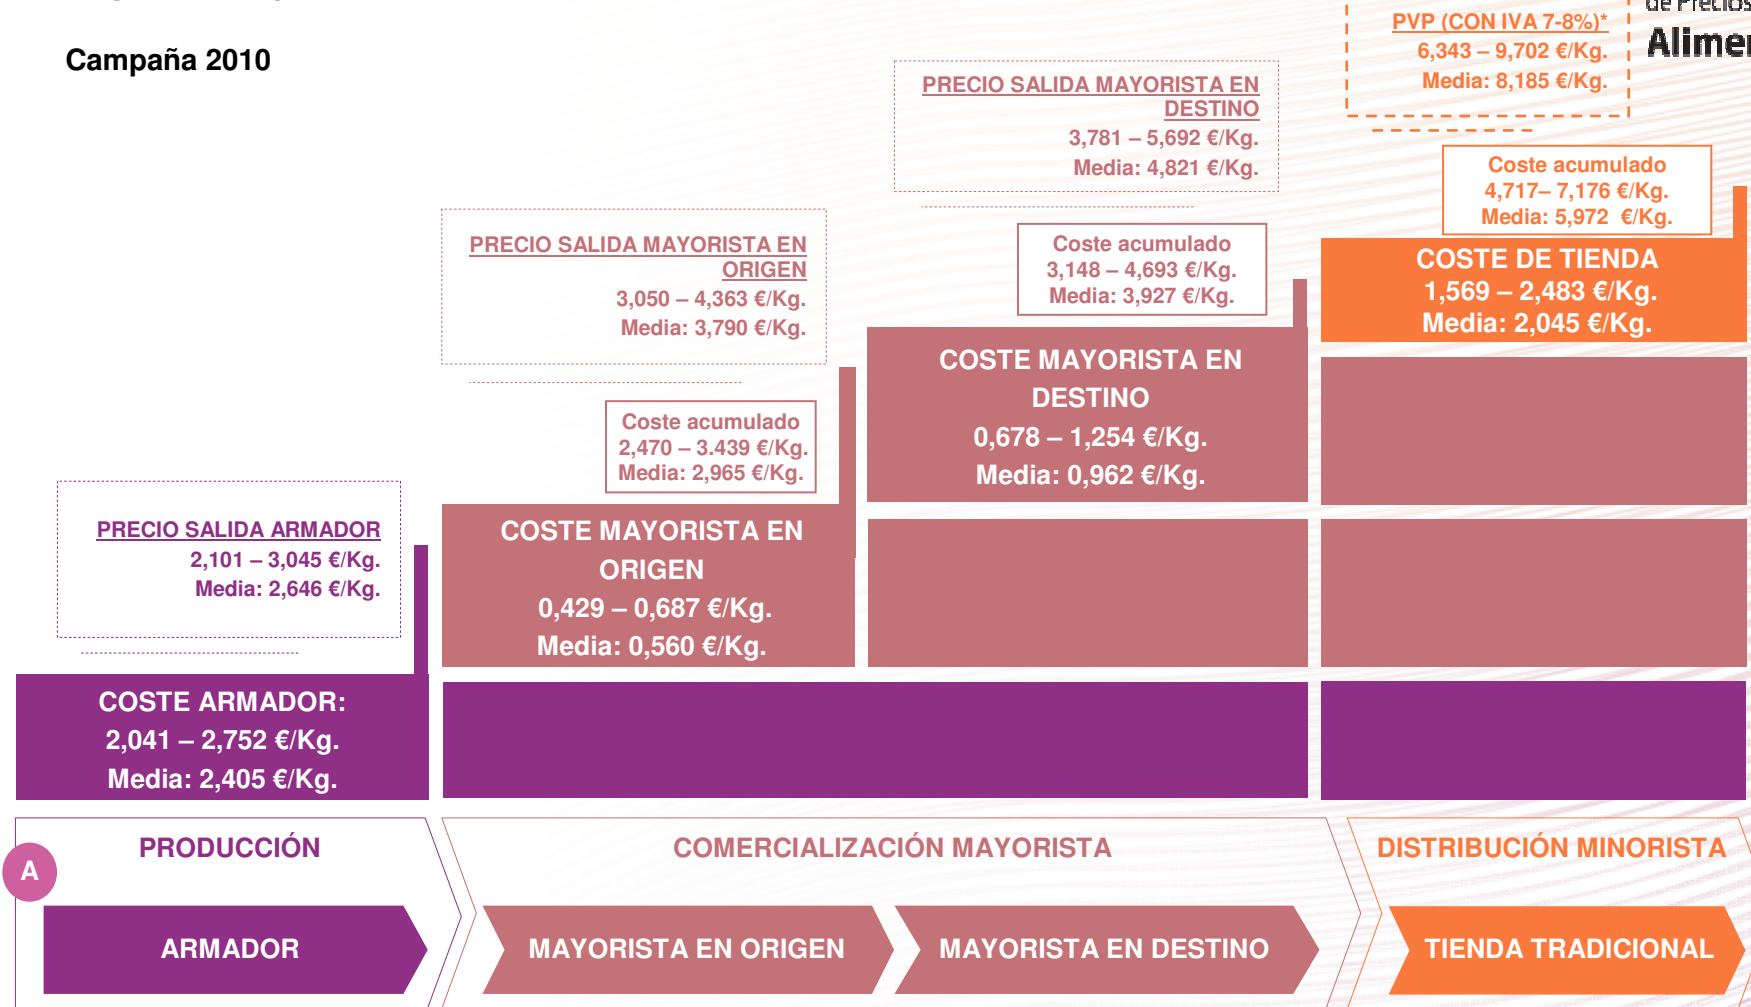 de Precios
Alimen
Campaña 2010
PVP (CON IVA 7-8%)*
6,343 – 9,702 €/Kg.
Media: 8,185 €/Kg.
PRECIO SALIDA MAYORISTA EN
DESTINO
3,781 – 5,692 €/Kg.
Media: 4,821 €/Kg.
Coste acumulado
4,717– 7,176 €/Kg.
Media: 5,972 €/Kg.
PRECIO SALIDA MAYORISTA EN
ORIGEN
3,050 – 4,363 €/Kg.
Media: 3,790 €/Kg.
Coste acumulado
3,148 – 4,693 €/Kg.
Media: 3,927 €/Kg.
COSTE DE TIENDA
1,569 – 2,483 €/Kg.
Media: 2,045 €/Kg.
COSTE MAYORISTA EN
DESTINO
0,678 – 1,254 €/Kg.
Media: 0,962 €/Kg.
Coste acumulado
2,470 – 3.439 €/Kg.
Media: 2,965 €/Kg.
PRECIO SALIDA ARMADOR
2,101 – 3,045 €/Kg.
Media: 2,646 €/Kg.
COSTE MAYORISTA EN
ORIGEN
0,429 – 0,687 €/Kg.
Media: 0,560 €/Kg.
COSTE ARMADOR:
2,041 – 2,752 €/Kg.
Media: 2,405 €/Kg.
PRODUCCIÓN
COMERCIALIZACIÓN MAYORISTA
DISTRIBUCIÓN MINORISTA
A
ARMADOR
MAYORISTA EN ORIGEN
MAYORISTA EN DESTINO
TIENDA TRADICIONAL